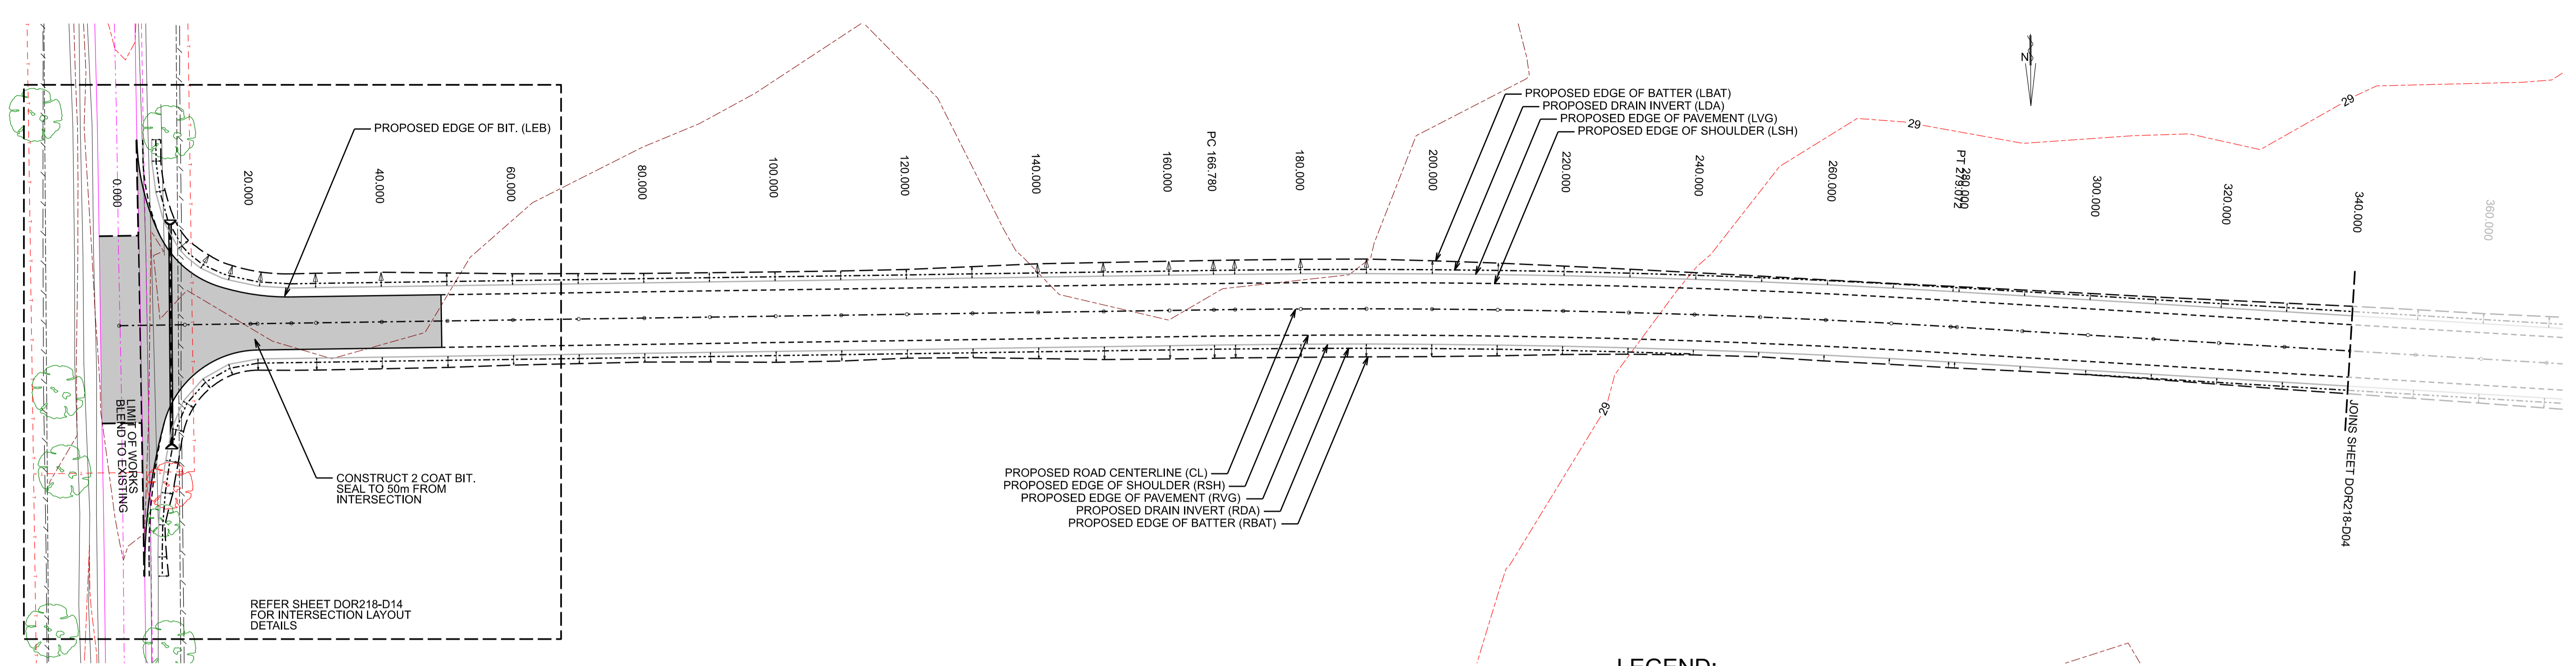 N
PROPOSED EDGE OF BATTER (LBAT)
PROPOSED DRAIN INVERT (LDA)
PROPOSED EDGE OF PAVEMENT (LVG)
PROPOSED EDGE OF SHOULDER (LSH)
PROPOSED EDGE OF BIT. (LEB)
29
29
0.000
20.000
40.000
60.000
80.000
100.000
120.000
140.000
160.000
PC 166.780
180.000
200.000
220.000
240.000
260.000
PT 279.072
280.000
300.000
320.000
340.000
360.000
29
LIMIT OF WORKS
BLEND TO EXISTING
CONSTRUCT 2 COAT BIT.
SEAL TO 50m FROM
INTERSECTION
PROPOSED ROAD CENTERLINE (CL)
PROPOSED EDGE OF SHOULDER (RSH)
PROPOSED EDGE OF PAVEMENT (RVG)
PROPOSED DRAIN INVERT (RDA)
PROPOSED EDGE OF BATTER (RBAT)
JOINS SHEET DOR218-D04
REFER SHEET DOR218-D14
FOR INTERSECTION LAYOUT
DETAILS
LEGEND: